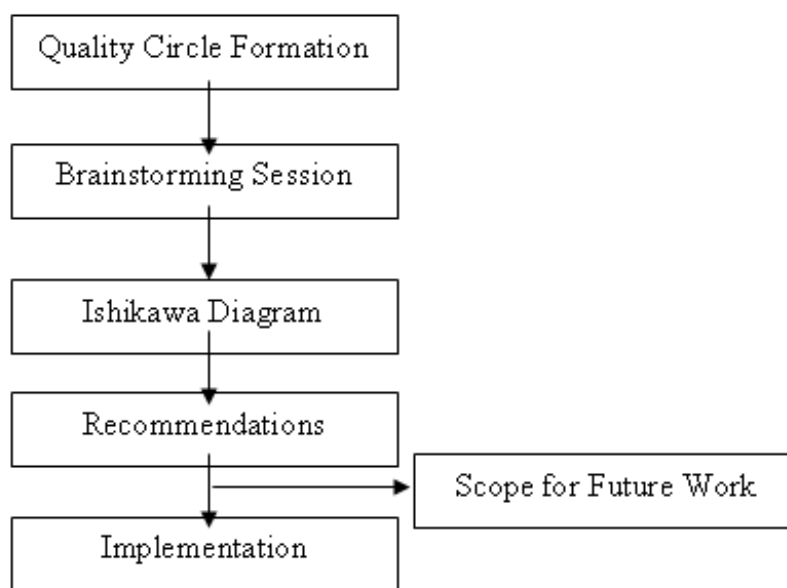 Quality Circle Formation
Brainstorming Session
Ishikawa Diagram
Recommendations
Scope for Future Work
Implementation